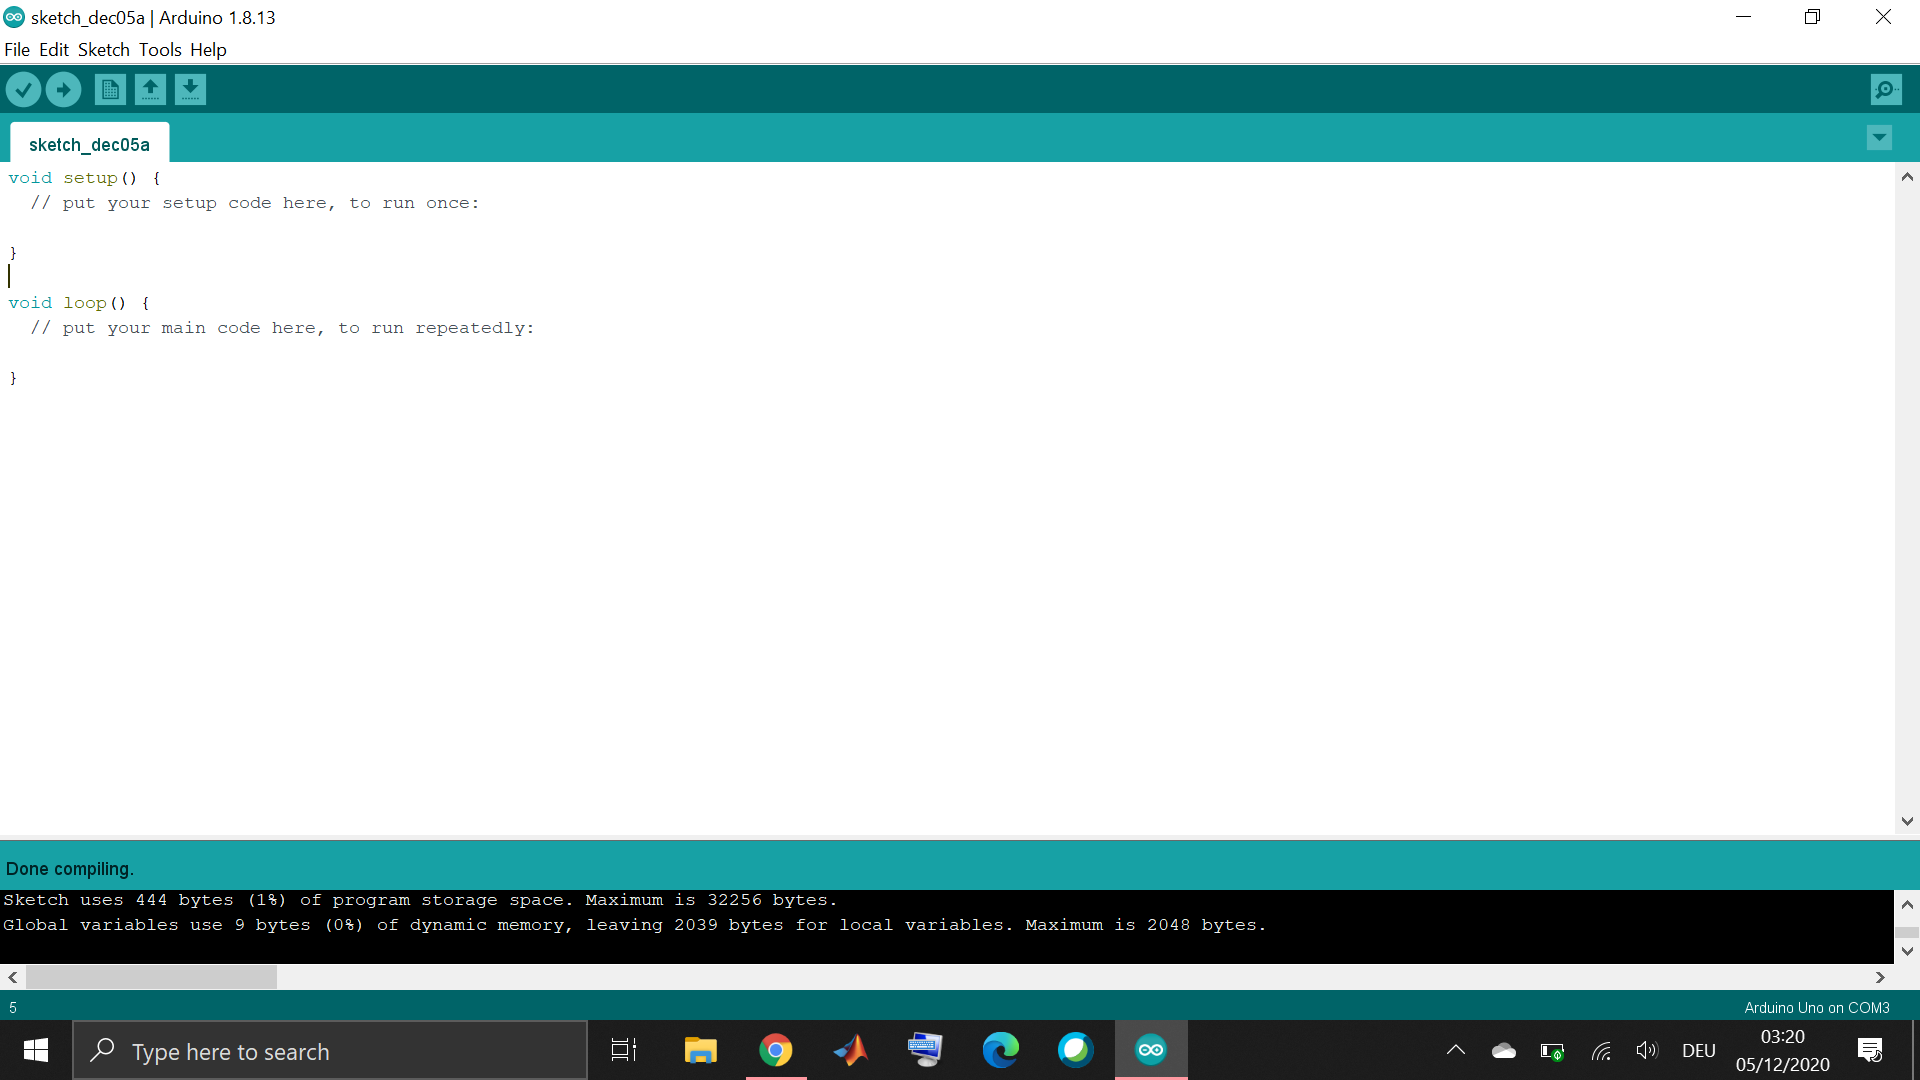 sketch_dec05a | Arduino 1.8.13
File Edit Sketch Tools Help
sketch_dec05a
void setup() {
  // put your setup code here, to run once:
}
void loop() {
  // put your main code here, to run repeatedly:
}
Done compiling.
Sketch uses 444 bytes (1%) of program storage space. Maximum is 32256 bytes.
Global variables use 9 bytes (0%) of dynamic memory, leaving 2039 bytes for local variables. Maximum is 2048 bytes.
5
Arduino Uno on COM3
Type here to search
DEU
03:20
05/12/2020